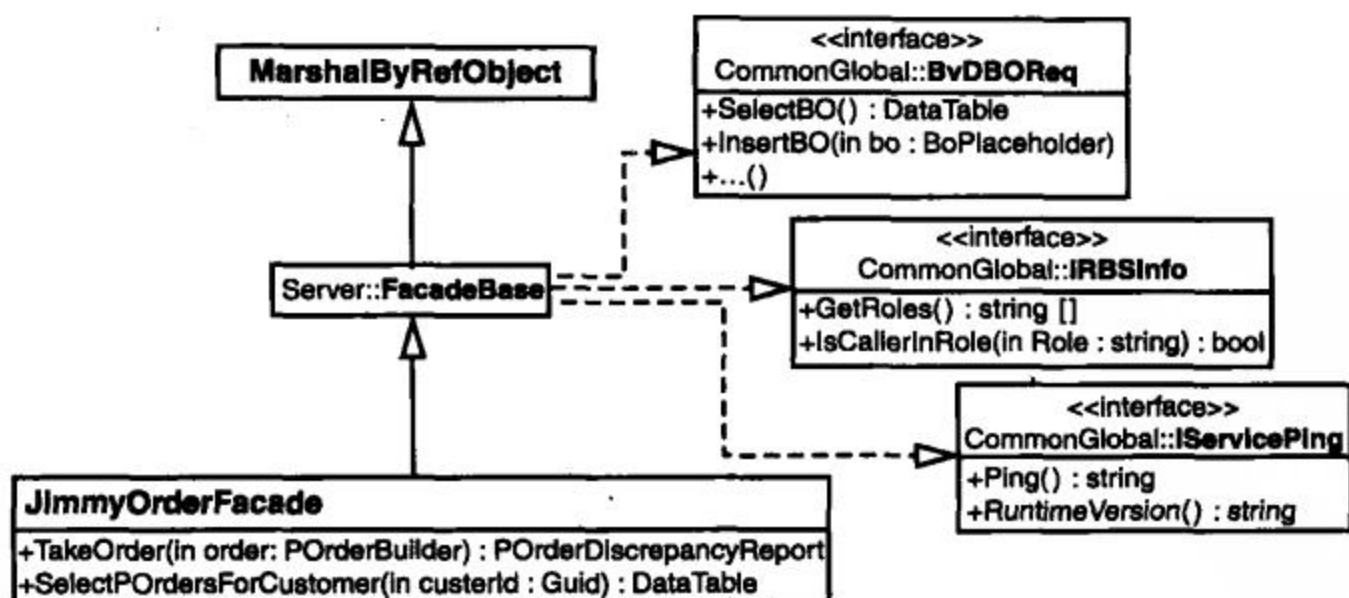 MarshalByRefObject
<<interface>>
CommonGlobal::BvDBOReq
+SelectBO() : DataTable
+InsertBO(in bo : BoPlaceholder)
+...()
Server::FacadeBase
<<interface>>
CommonGlobal::IRBSInfo
+GetRoles() : string []
+IsCallerInRole(in Role : string) : bool
<<interface>>
CommonGlobal::IServicePing
+Ping() : string
+RuntimeVersion() : string
JimmyOrderFacade
+TakeOrder(in order: POrderBuilder) : POrderDiscrepancyReport
+SelectPOrdersForCustomer(in custerId : Guid) : DataTable